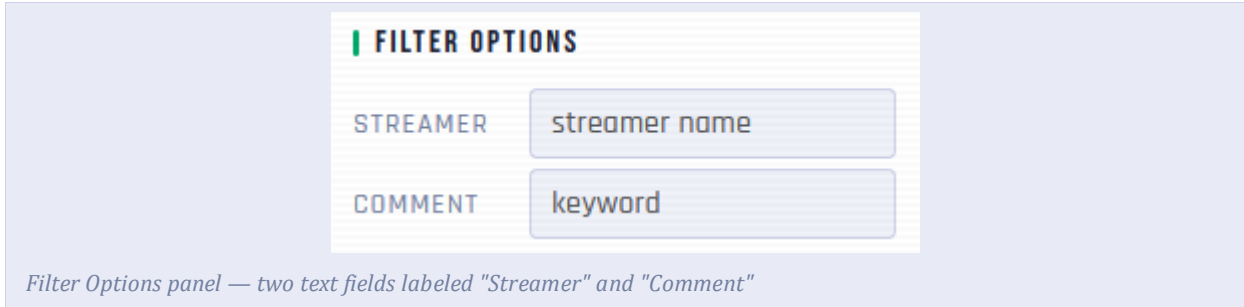 FILTER OPTIONS
STREAMER streamer name
COMMENT keyword
Filter Options panel — two text fields labeled "Streamer" and "Comment"